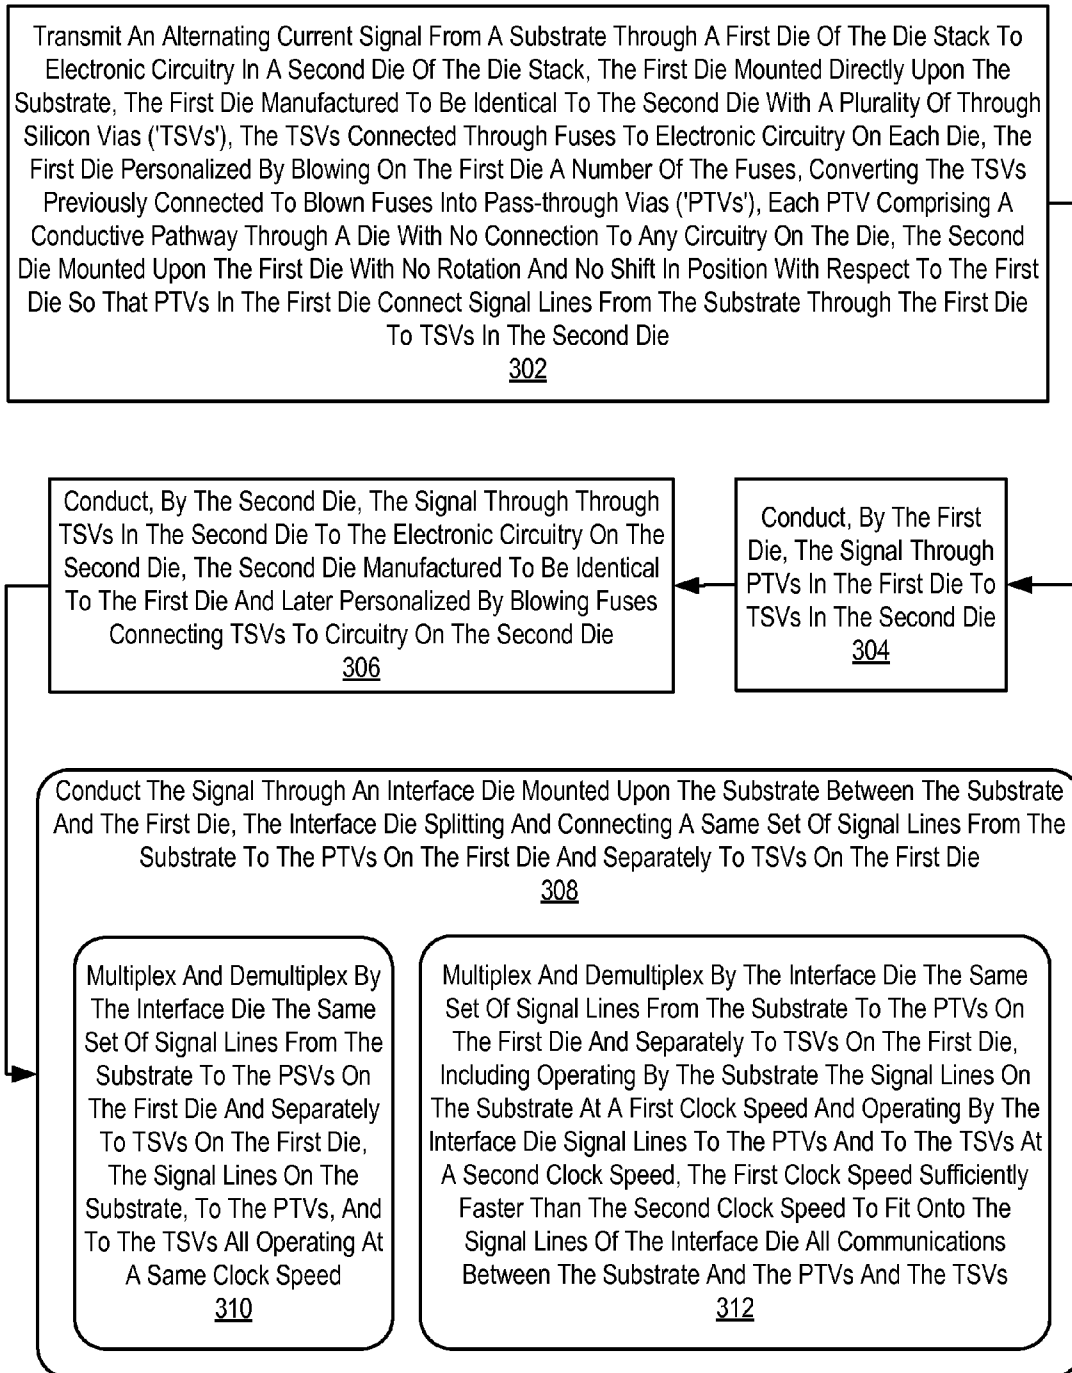 Transmit An Alternating Current Signal From A Substrate Through A First Die Of The Die Stack To
Electronic Circuitry In A Second Die Of The Die Stack, The First Die Mounted Directly Upon The
Substrate, The First Die Manufactured To Be Identical To The Second Die With A Plurality Of Through
Silicon Vias ('TSVs'), The TSVs Connected Through Fuses To Electronic Circuitry On Each Die, The
First Die Personalized By Blowing On The First Die A Number Of The Fuses, Converting The TSVs
Previously Connected To Blown Fuses Into Pass-through Vias ('PTVs'), Each PTV Comprising A
Conductive Pathway Through A Die With No Connection To Any Circuitry On The Die, The Second
Die Mounted Upon The First Die With No Rotation And No Shift In Position With Respect To The First
Die So That PTVs In The First Die Connect Signal Lines From The Substrate Through The First Die
To TSVs In The Second Die
302
Conduct, By The First
Die, The Signal Through
PTVs In The First Die To
TSVs In The Second Die
304
Conduct, By The Second Die, The Signal Through Through
TSVs In The Second Die To The Electronic Circuitry On The
Second Die, The Second Die Manufactured To Be Identical
To The First Die And Later Personalized By Blowing Fuses
Connecting TSVs To Circuitry On The Second Die
306
Conduct The Signal Through An Interface Die Mounted Upon The Substrate Between The Substrate
And The First Die, The Interface Die Splitting And Connecting A Same Set Of Signal Lines From The
Substrate To The PTVs On The First Die And Separately To TSVs On The First Die
308
Multiplex And Demultiplex By
The Interface Die The Same
Set Of Signal Lines From The
Substrate To The PSVs On
The First Die And Separately
To TSVs On The First Die,
The Signal Lines On The
Substrate, To The PTVs, And
To The TSVs All Operating At
A Same Clock Speed
310
Multiplex And Demultiplex By The Interface Die The Same
Set Of Signal Lines From The Substrate To The PTVs On
The First Die And Separately To TSVs On The First Die,
Including Operating By The Substrate The Signal Lines On
The Substrate At A First Clock Speed And Operating By The
Interface Die Signal Lines To The PTVs And To The TSVs At
A Second Clock Speed, The First Clock Speed Sufficiently
Faster Than The Second Clock Speed To Fit Onto The
Signal Lines Of The Interface Die All Communications
Between The Substrate And The PTVs And The TSVs
312